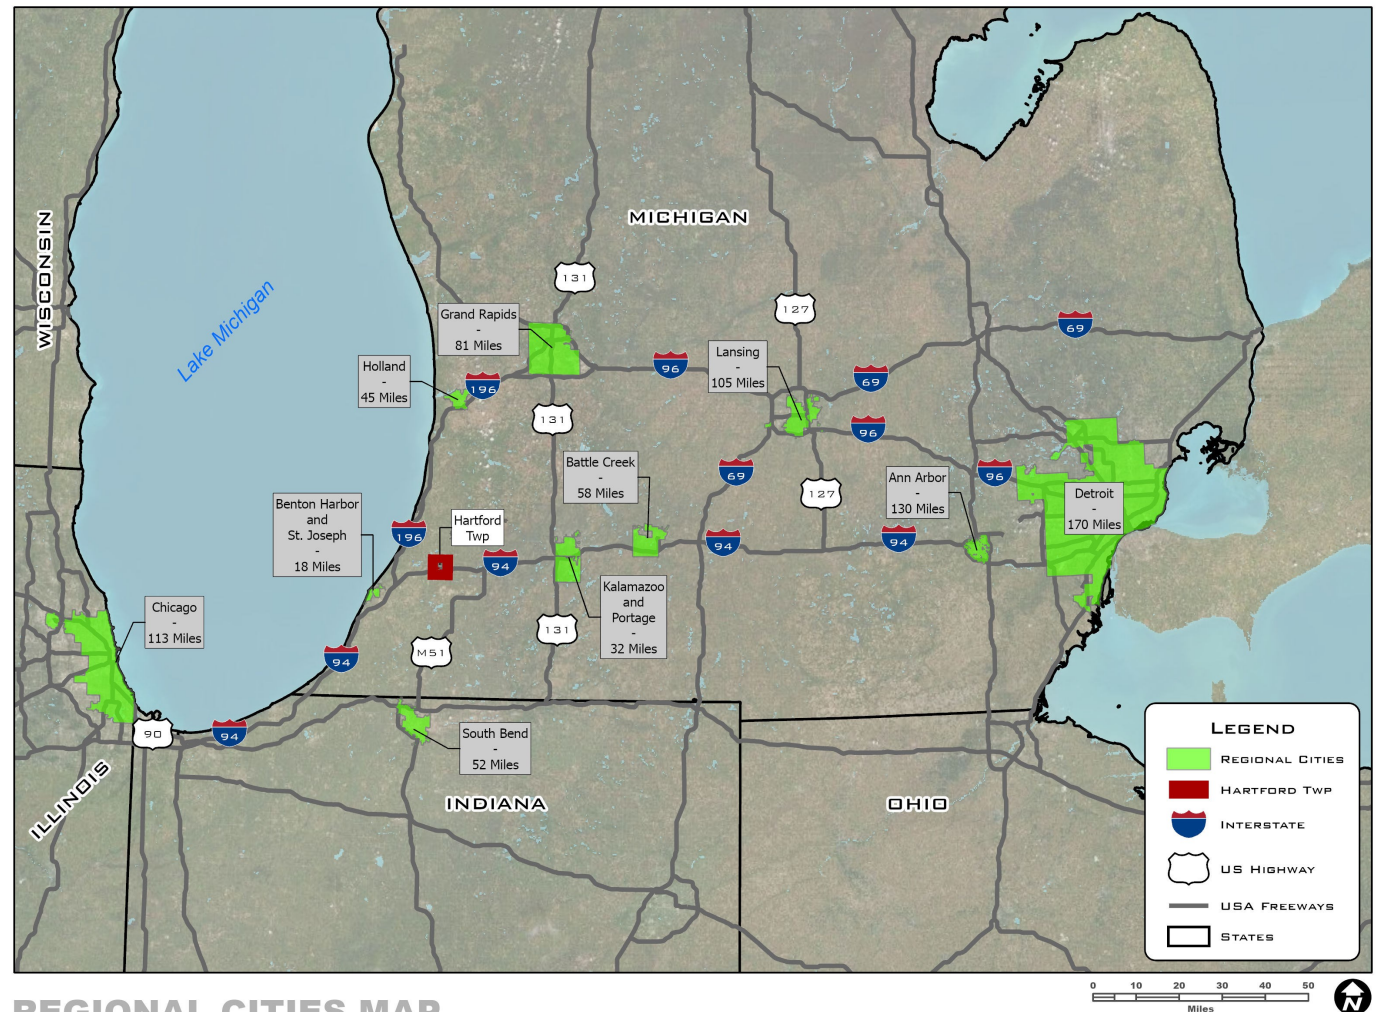 WISCONSIN
MICHIGAN
Lake Michigan
131
127
69
Grand Rapids
-
81 Miles
Lansing
-
105 Miles
96
69
Holland
-
45 Miles
196
131
96
Battle Creek
-
58 Miles
69
127
Ann Arbor
-
130 Miles
96
Detroit
-
170 Miles
Benton Harbor
and
St. Joseph
-
18 Miles
196
Hartford
Twp
94
94
94
Kalamazoo
and
Portage
-
32 Miles
Chicago
-
113 Miles
131
M51
94
90
94
South Bend
-
52 Miles
ILLINOIS
INDIANA
OHIO
LEGEND
REGIONAL CITIES
HARTFORD TWP
INTERSTATE
US HIGHWAY
USA FREEWAYS
STATES
REGIONAL CITIES MAP
0 10 20 30 40 50
Miles
N